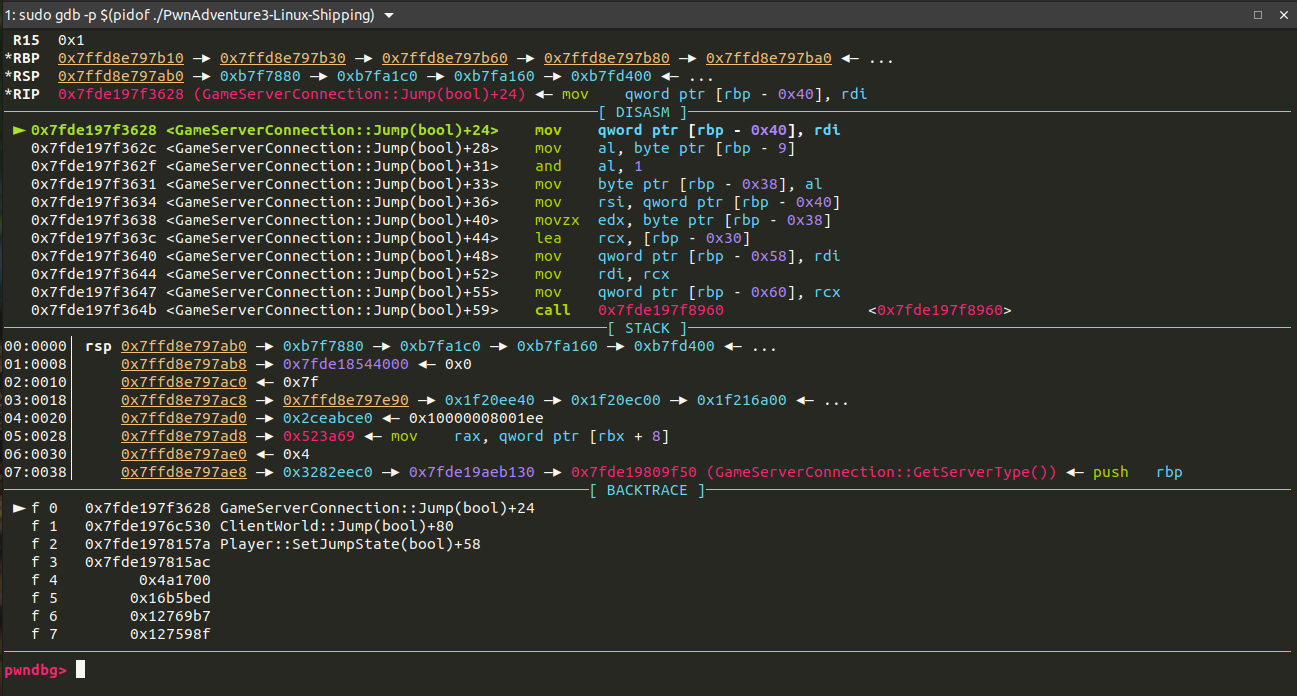 1: sudo gdb -p $(pidof ./PwnAdventure3-Linux-Shipping)
R15  0x1
*RBP  0x7ffd8e797b10 —▸ 0x7ffd8e797b30 —▸ 0x7ffd8e797b60 —▸ 0x7ffd8e797b80 —▸ 0x7ffd8e797ba0 ◂— ...
*RSP  0x7ffd8e797ab0 —▸ 0xb7f7880 —▸ 0xb7fa1c0 —▸ 0xb7fa160 —▸ 0xb7fd400 ◂— ...
*RIP  0x7fde197f3628 (GameServerConnection::Jump(bool)+24) ◂— mov    qword ptr [rbp - 0x40], rdi
[ DISASM ]
► 0x7fde197f3628 <GameServerConnection::Jump(bool)+24>    mov    qword ptr [rbp - 0x40], rdi
0x7fde197f362c <GameServerConnection::Jump(bool)+28>    mov    al, byte ptr [rbp - 9]
0x7fde197f362f <GameServerConnection::Jump(bool)+31>    and    al, 1
0x7fde197f3631 <GameServerConnection::Jump(bool)+33>    mov    byte ptr [rbp - 0x38], al
0x7fde197f3634 <GameServerConnection::Jump(bool)+36>    mov    rsi, qword ptr [rbp - 0x40]
0x7fde197f3638 <GameServerConnection::Jump(bool)+40>    movzx  edx, byte ptr [rbp - 0x38]
0x7fde197f363c <GameServerConnection::Jump(bool)+44>    lea    rcx, [rbp - 0x30]
0x7fde197f3640 <GameServerConnection::Jump(bool)+48>    mov    qword ptr [rbp - 0x58], rdi
0x7fde197f3644 <GameServerConnection::Jump(bool)+52>    mov    rdi, rcx
0x7fde197f3647 <GameServerConnection::Jump(bool)+55>    mov    qword ptr [rbp - 0x60], rcx
0x7fde197f364b <GameServerConnection::Jump(bool)+59>    call   0x7fde197f8960                <0x7fde197f8960>
[ STACK ]
00:0000│ rsp 0x7ffd8e797ab0 —▸ 0xb7f7880 —▸ 0xb7fa1c0 —▸ 0xb7fa160 —▸ 0xb7fd400 ◂— ...
01:0008│     0x7ffd8e797ab8 —▸ 0x7fde18544000 ◂— 0x0
02:0010│     0x7ffd8e797ac0 ◂— 0x7f
03:0018│     0x7ffd8e797ac8 —▸ 0x7ffd8e797e90 —▸ 0x1f20ee40 —▸ 0x1f20ec00 —▸ 0x1f216a00 ◂— ...
04:0020│     0x7ffd8e797ad0 —▸ 0x2ceabce0 ◂— 0x10000008001ee
05:0028│     0x7ffd8e797ad8 —▸ 0x523a69 ◂— mov    rax, qword ptr [rbx + 8]
06:0030│     0x7ffd8e797ae0 ◂— 0x4
07:0038│     0x7ffd8e797ae8 —▸ 0x3282eec0 —▸ 0x7fde19aeb130 —▸ 0x7fde19809f50 (GameServerConnection::GetServerType()) ◂— push   rbp
[ BACKTRACE ]
► f 0   0x7fde197f3628 GameServerConnection::Jump(bool)+24
f 1   0x7fde1976c530 ClientWorld::Jump(bool)+80
f 2   0x7fde1978157a Player::SetJumpState(bool)+58
f 3   0x7fde197815ac
f 4         0x4a1700
f 5        0x16b5bed
f 6        0x12769b7
f 7        0x127598f
pwndbg>